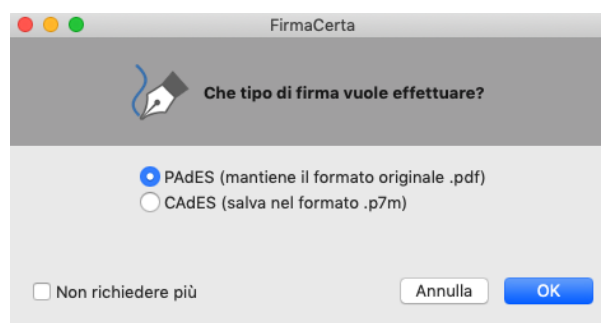 FirmaCerta
Che tipo di firma vuole effettuare?
PAdES (mantiene il formato originale .pdf)
CAdES (salva nel formato .p7m)
Non richiedere più
Annulla
OK